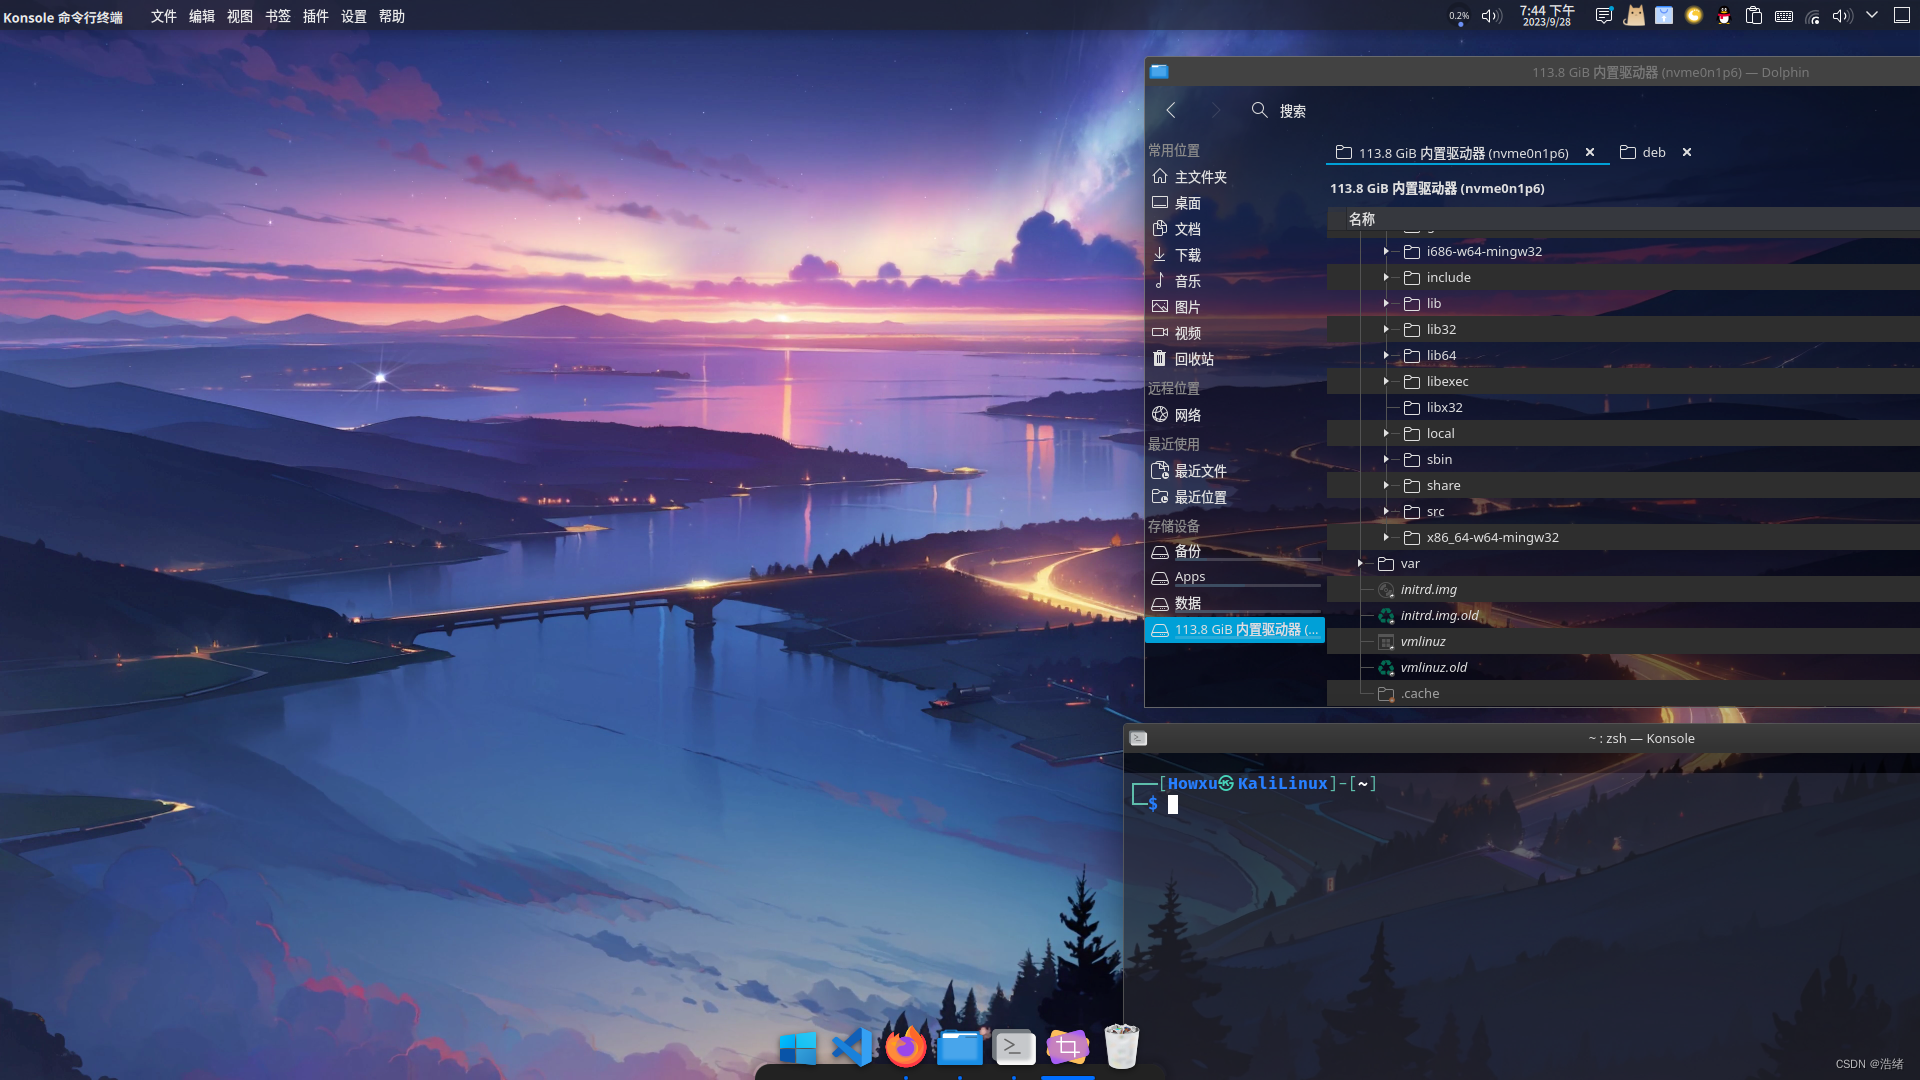 Konsole 命令行终端 文件 编辑 视图 书签 插件 设置 帮助
0.2%
7:44 下午
2023/9/28
113.8 GiB 内置驱动器 (nvme0n1p6) — Dolphin
搜索
常用位置
主文件夹
桌面
文档
下载
音乐
图片
视频
回收站
远程位置
网络
最近使用
最近文件
最近位置
存储设备
备份
Apps
数据
113.8 GiB 内置驱动器 (...
113.8 GiB 内置驱动器 (nvme0n1p6)
deb
113.8 GiB 内置驱动器 (nvme0n1p6)
名称
i686-w64-mingw32
include
lib
lib32
lib64
libexec
libx32
local
sbin
share
src
x86_64-w64-mingw32
var
initrd.img
initrd.img.old
vmlinuz
vmlinuz.old
.cache
~ : zsh — Konsole
[Howxu㉿KaliLinux]-[~]
$
CSDN @浩绪